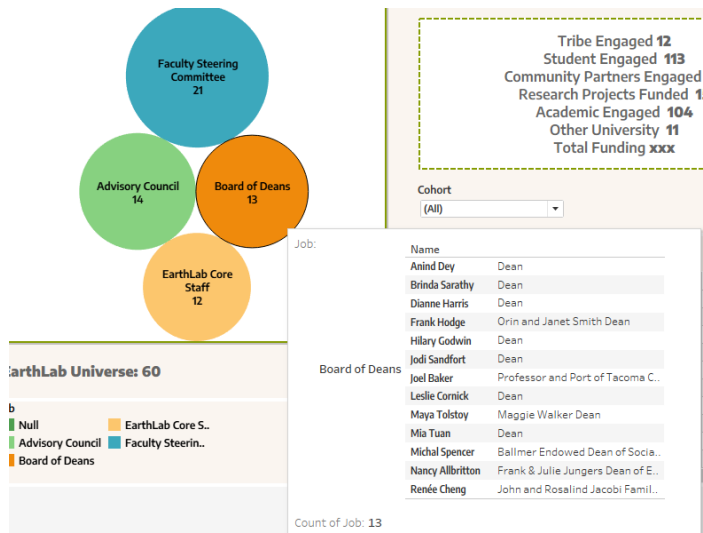 Faculty Steering
Committee
21
Advisory Council
14
Board of Deans
13
EarthLab Core
Staff
12
Tribe Engaged 12
Student Engaged 113
Community Partners Engaged
Research Projects Funded
Academic Engaged 104
Other University 11
Total Funding xxx
Cohort
(All)
Job:
Board of Deans
Name
Anind Dey Dean
Brinda Sarathy Dean
Dianne Harris Dean
Frank Hodge Orin and Janet Smith Dean
Hilary Godwin Dean
Jodi Sandfort Dean
Joel Baker Professor and Port of Tacoma C..
Leslie Cornick Dean
Maya Tolstoy Maggie Walker Dean
Mia Tuan Dean
Michal Spencer Ballmer Endowed Dean of Socia..
Nancy Allbritton Frank & Julie Jungers Dean of E..
Renée Cheng John and Rosalind Jacobi Famil..
Count of Job: 13
arthLab Universe: 60
b
Null
EarthLab Core S..
Advisory Council
Faculty Steerin..
Board of Deans